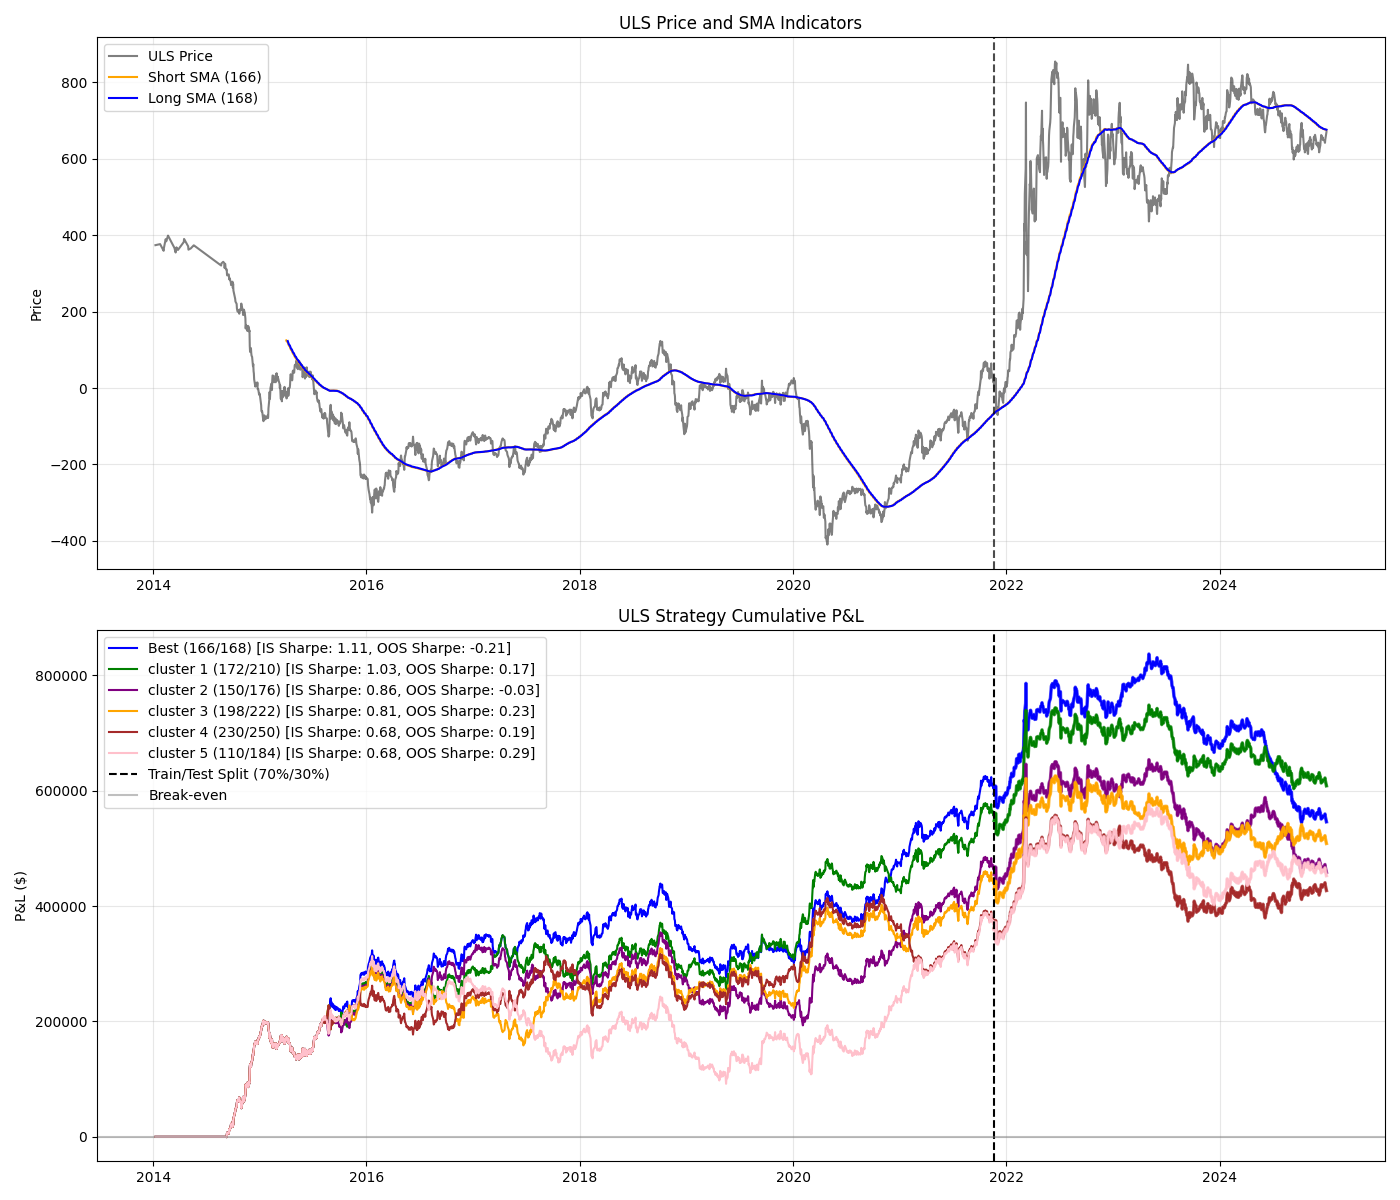 ULS Price and SMA Indicators
ULS Price
Short SMA (166)
Long SMA (168)
Price
800
600
400
200
0
−200
−400
2014 2016 2018 2020 2022 2024
ULS Strategy Cumulative P&L
Best (166/168) [IS Sharpe: 1.11, OOS Sharpe: -0.21]
cluster 1 (172/210) [IS Sharpe: 1.03, OOS Sharpe: 0.17]
cluster 2 (150/176) [IS Sharpe: 0.86, OOS Sharpe: -0.03]
cluster 3 (198/222) [IS Sharpe: 0.81, OOS Sharpe: 0.23]
cluster 4 (230/250) [IS Sharpe: 0.68, OOS Sharpe: 0.19]
cluster 5 (110/184) [IS Sharpe: 0.68, OOS Sharpe: 0.29]
Train/Test Split (70%/30%)
Break-even
P&L ($)
800000
600000
400000
200000
0
2014 2016 2018 2020 2022 2024